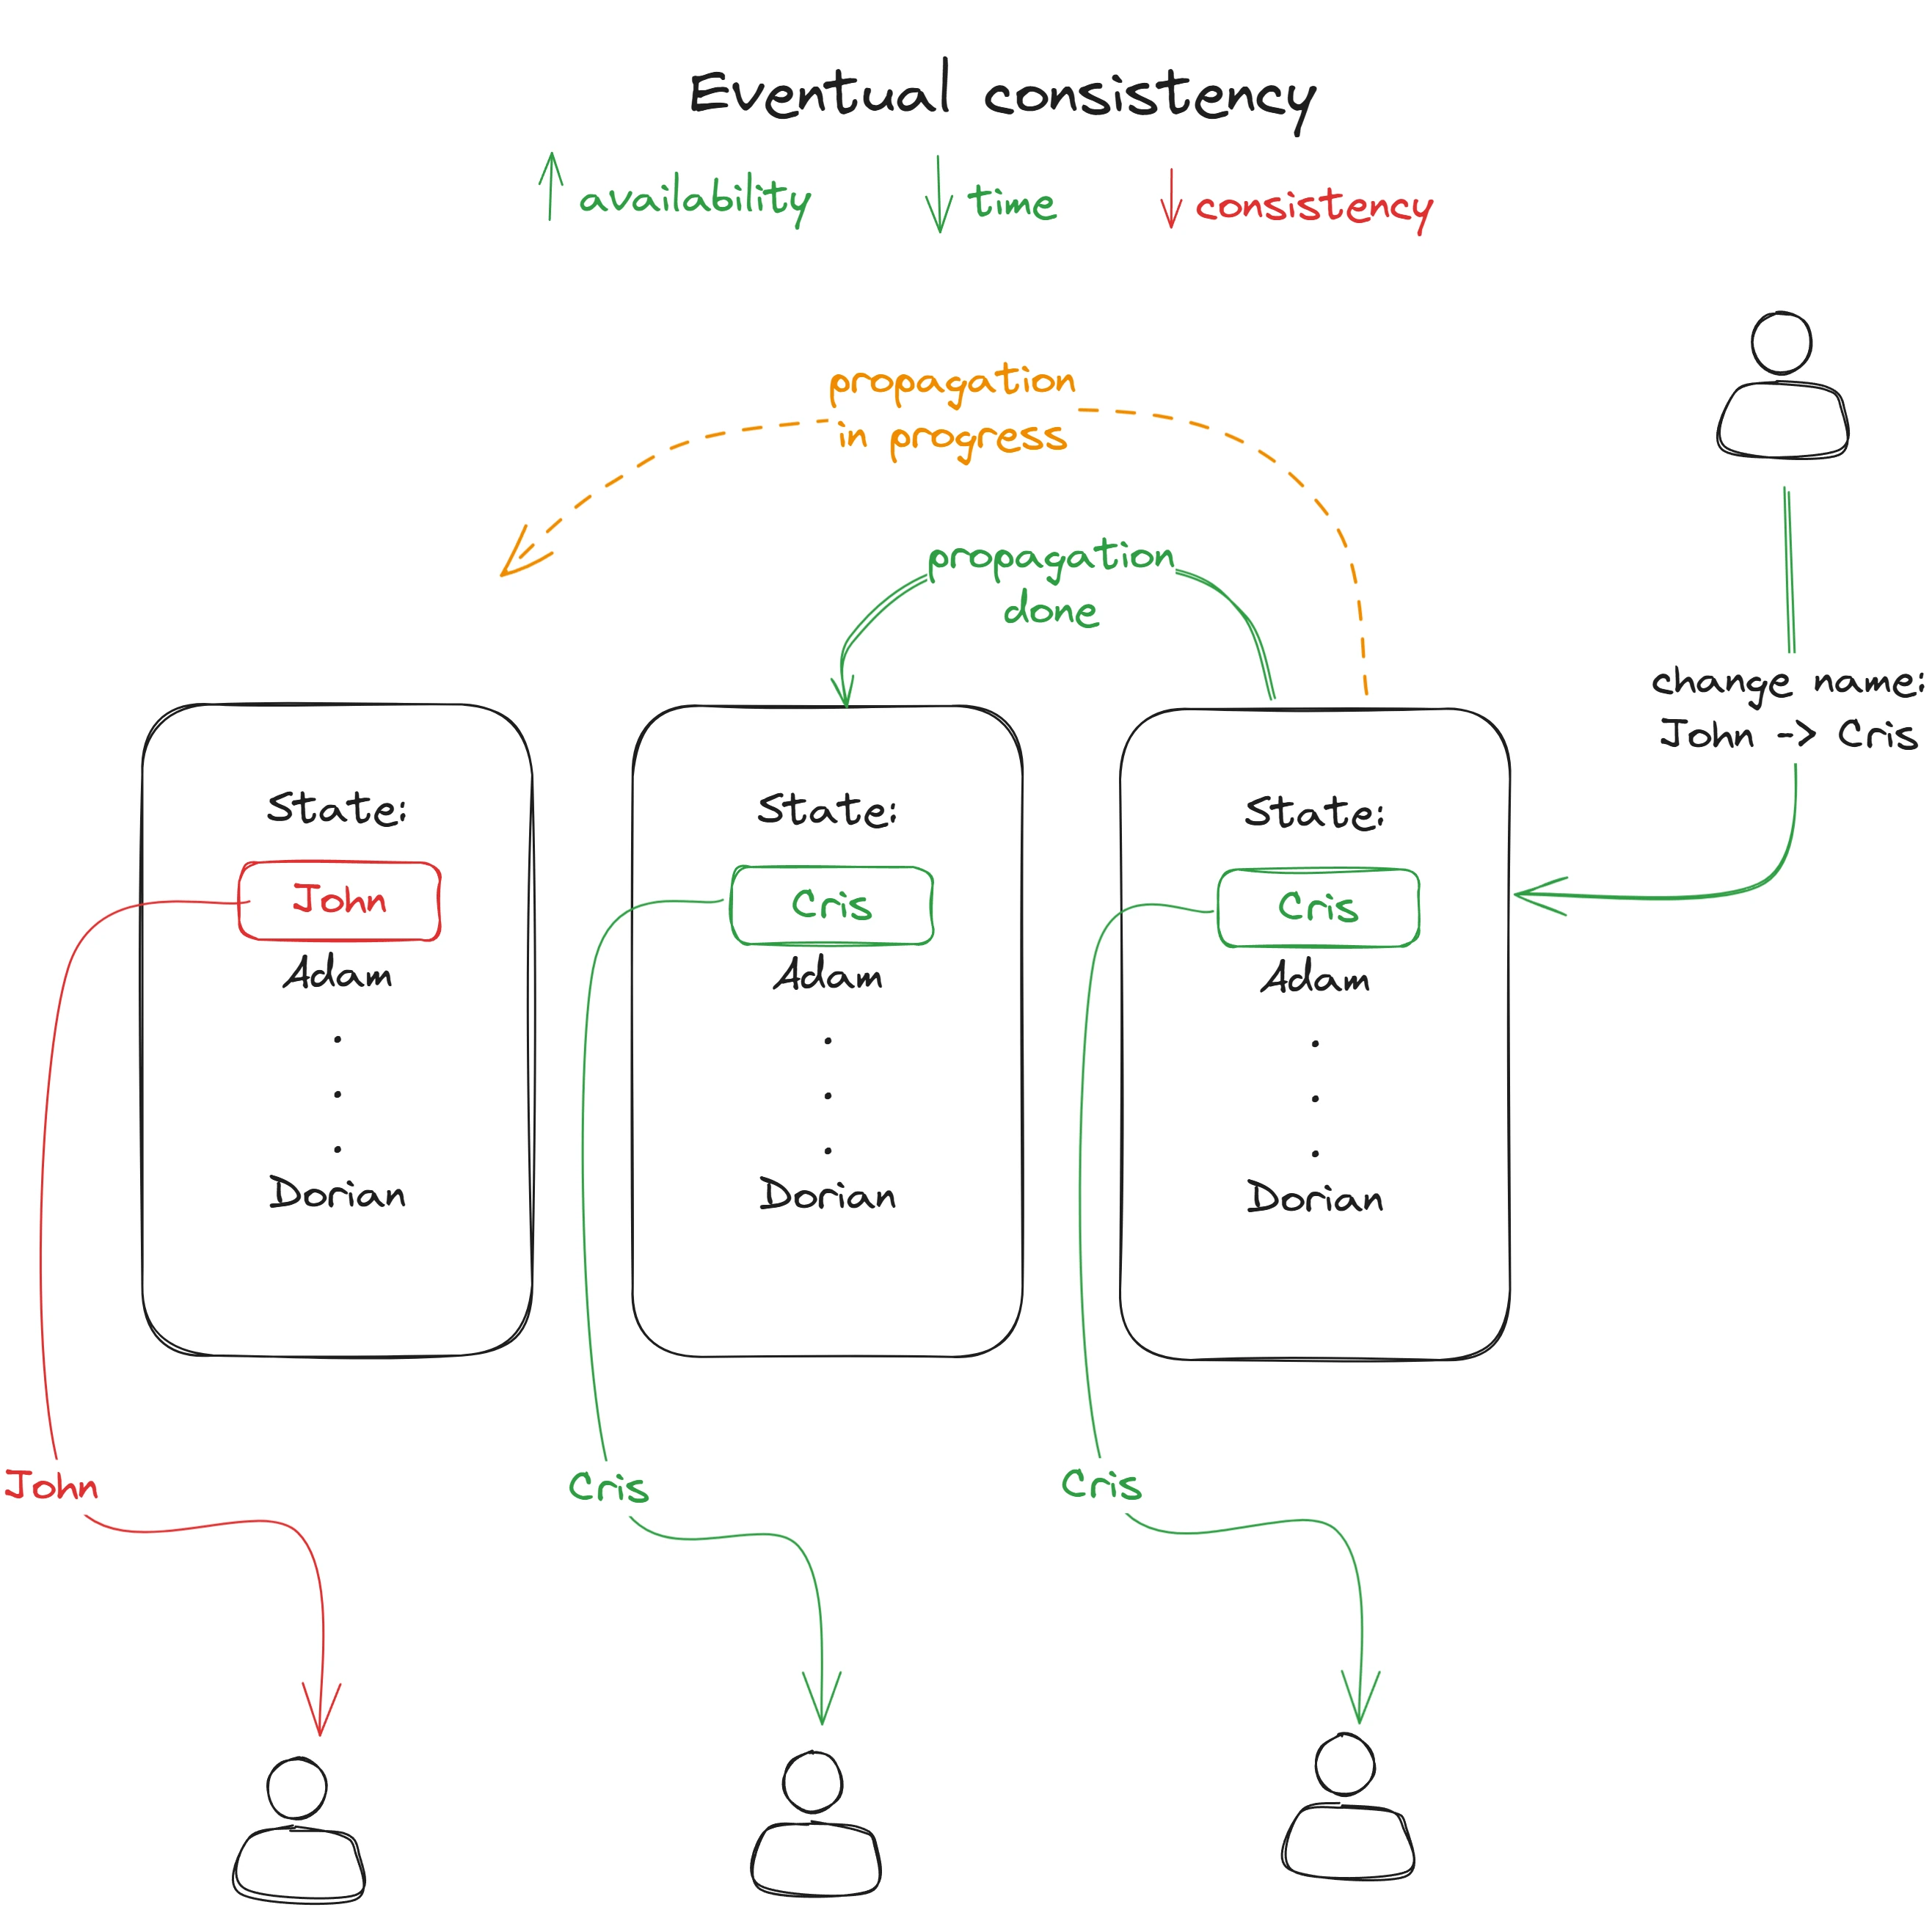 Eventual consistency
availability
time
consistency
propagation
in progress
propagation
done
change name:
John -> Cris
State:
John
Adam
.
.
.
Dorian
State:
Cris
Adam
.
.
.
Dorian
State:
Cris
Adam
.
.
.
Dorian
John
Cris
Cris